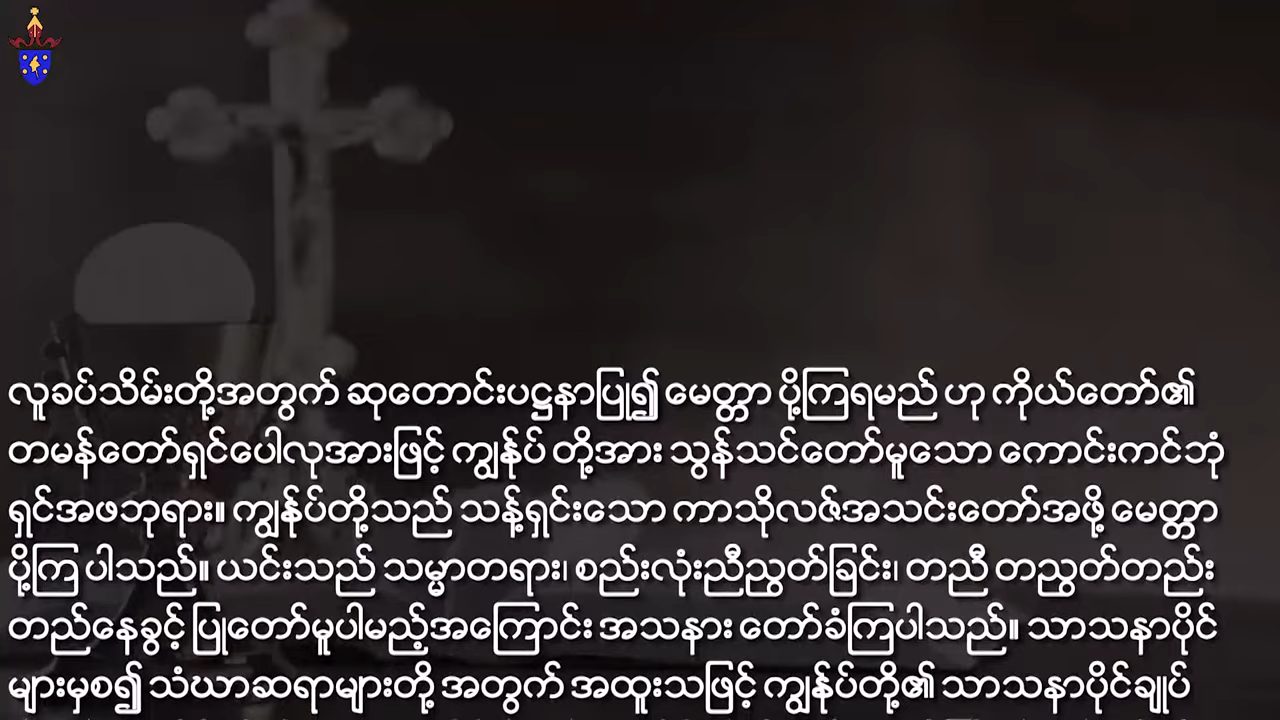 လူခပ်သိမ်းတို့အတွက် ဆုတောင်းပဋ္ဌနာပြု၍ မေတ္တာ ပို့ကြရမည် ဟု ကိုယ်တော်၏
တမန်တော်ရှင်ပေါလုအားဖြင့် ကျွန်ုပ် တို့အား သွန်သင်တော်မူသော ကောင်းကင်ဘုံ
ရှင်အဖဘုရား။ ကျွန်ုပ်တို့သည် သန့်ရှင်းသော ကာသိုလဇ်အသင်းတော်အဖို့ မေတ္တာ
ပို့ကြ ပါသည်။ ယင်းသည် သမ္မာတရား၊ စည်းလုံးညီညွတ်ခြင်း၊ တညီ တညွတ်တည်း
တည်နေခွင့် ပြုတော်မူပါမည့်အကြောင်း အသနား တော်ခံကြပါသည်။ သာသနာပိုင်
များမှစ၍ သံဃာဆရာများတို့ အတွက် အထူးသဖြင့် ကျွန်ုပ်တို့၏ သာသနာပိုင်ချုပ်